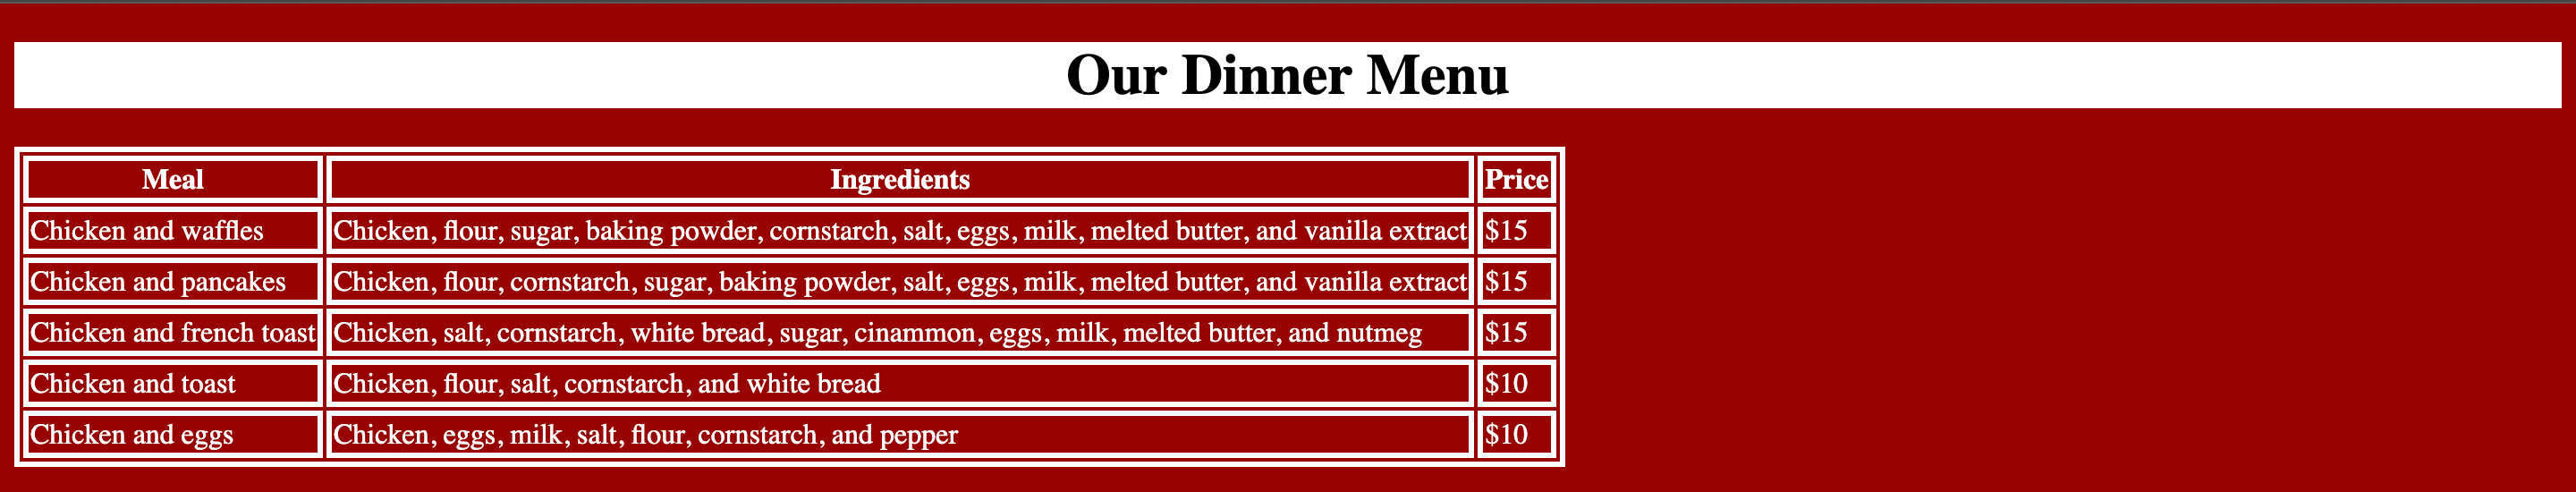 Our Dinner Menu
Meal Ingredients Price
Chicken and waffles Chicken, flour, sugar, baking powder, cornstarch, salt, eggs, milk, melted butter, and vanilla extract $15
Chicken and pancakes Chicken, flour, cornstarch, sugar, baking powder, salt, eggs, milk, melted butter, and vanilla extract $15
Chicken and french toast Chicken, salt, cornstarch, white bread, sugar, cinammon, eggs, milk, melted butter, and nutmeg $15
Chicken and toast Chicken, flour, salt, cornstarch, and white bread $10
Chicken and eggs Chicken, eggs, milk, salt, flour, cornstarch, and pepper $10